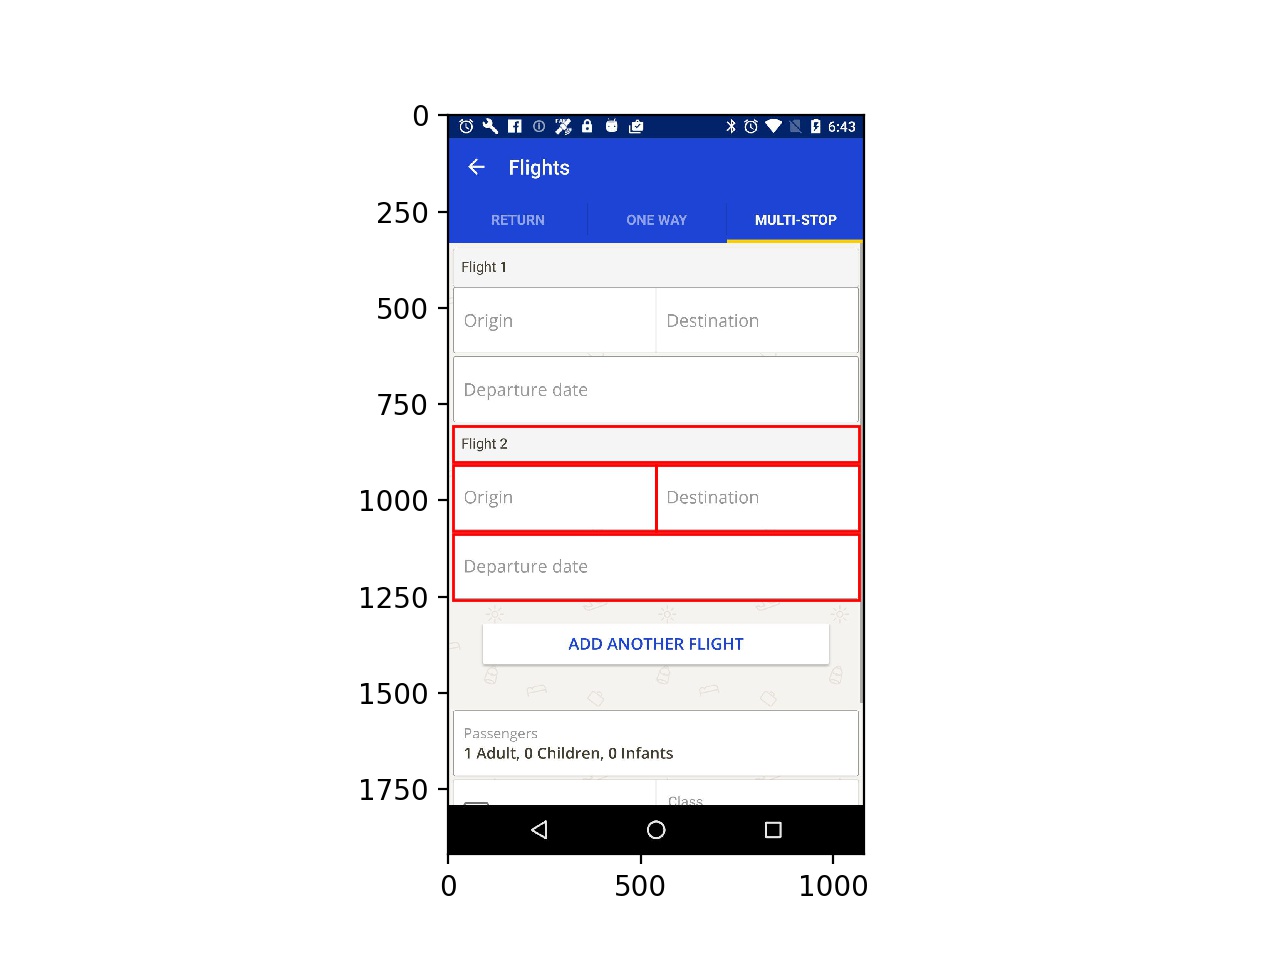 0
250
500
750
1000
1250
1500
1750
0 500 1000
6:43
Flights
RETURN ONE WAY MULTI-STOP
Flight 1
Origin Destination
Departure date
Flight 2
Origin Destination
Departure date
ADD ANOTHER FLIGHT
Passengers
1 Adult, 0 Children, 0 Infants
Class